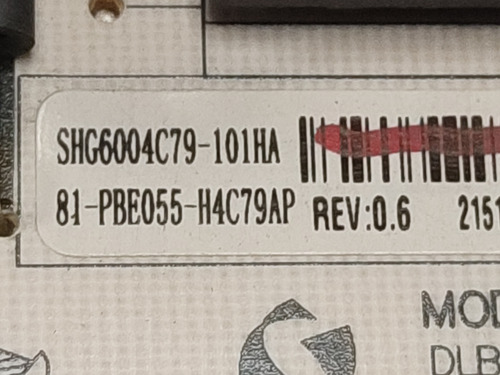 SHG6004C79-101HA
81-PBE055-H4C79AP REV:0.6 2151
MOD
DLB